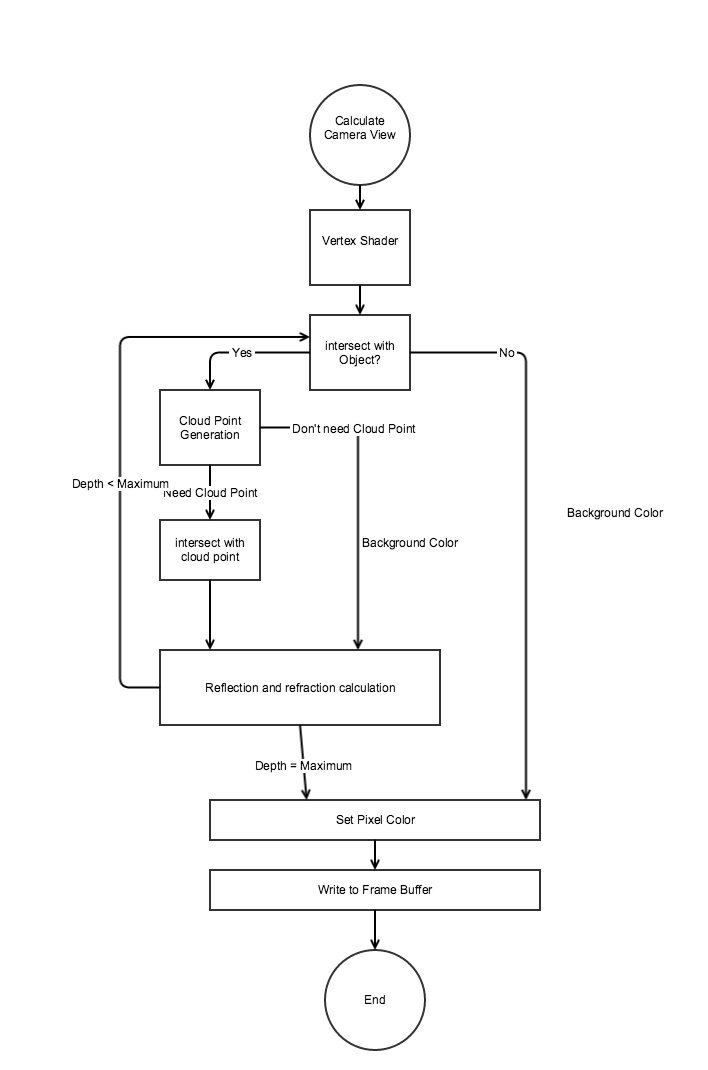 Calculate
Camera View
Vertex Shader
intersect with
Object?
Yes
No
Cloud Point
Generation
Don't need Cloud Point
Depth < Maximum
Need Cloud Point
Background Color
intersect with
cloud point
Background Color
Reflection and refraction calculation
Depth = Maximum
Set Pixel Color
Write to Frame Buffer
End